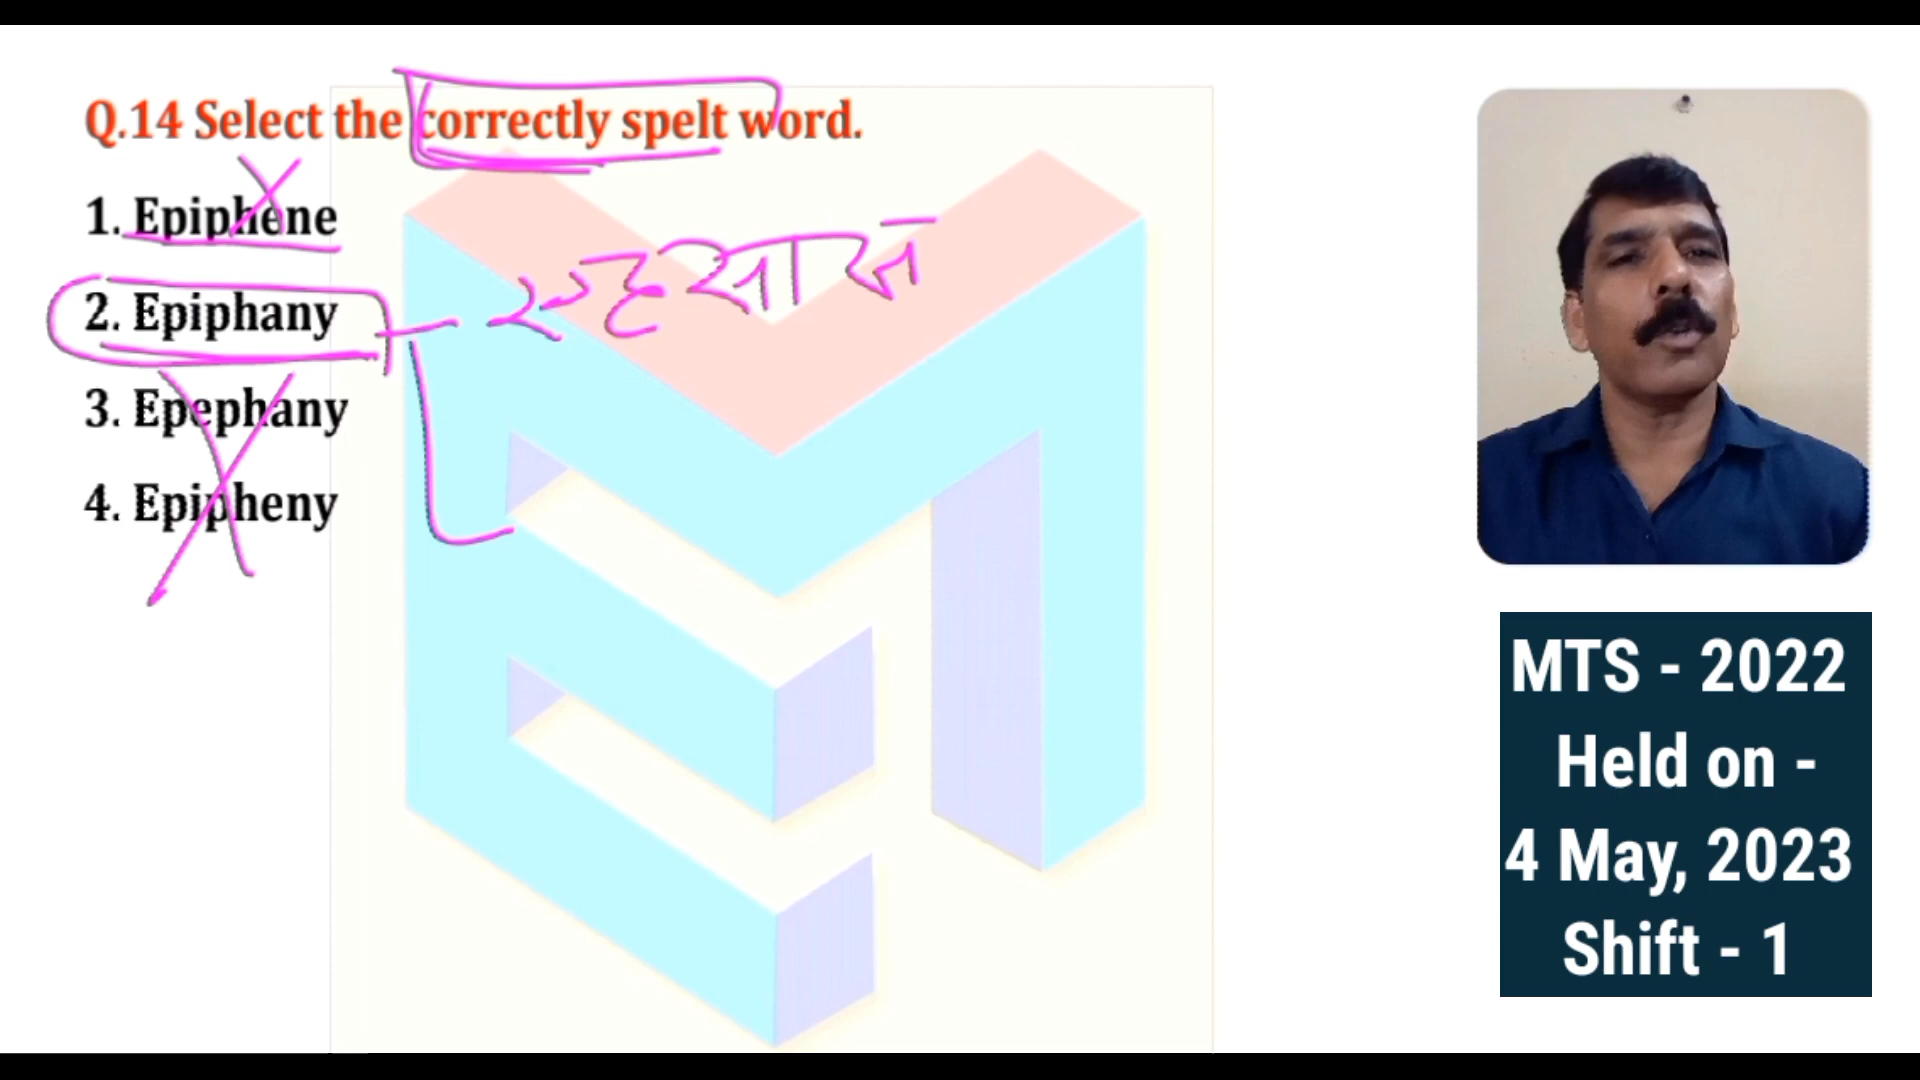 Q.14 Select the correctly spelt word.
1. Epiphene
2. Epiphany
3. Epephany
4. Epipheny
MTS - 2022
Held on -
4 May, 2023
Shift - 1